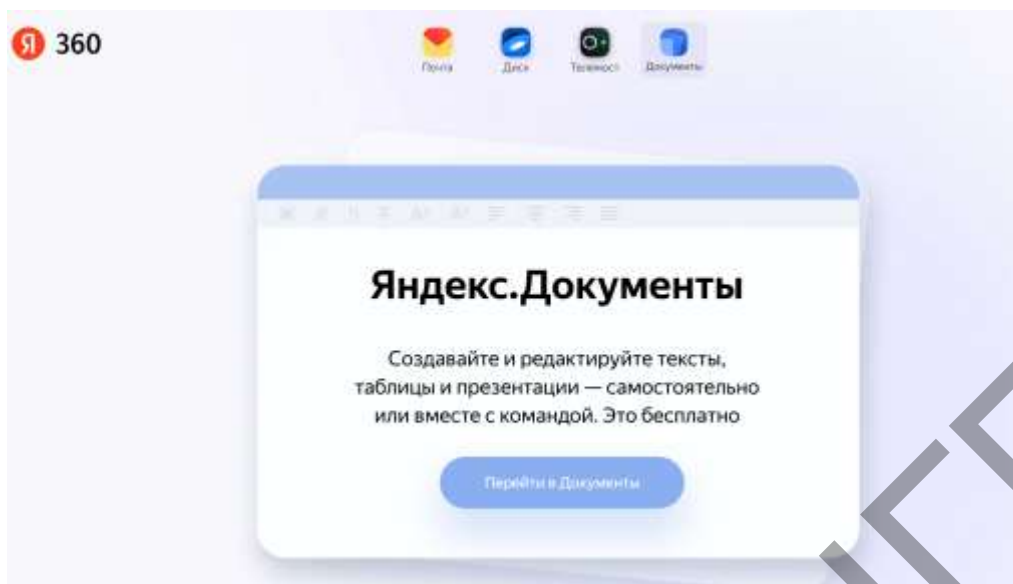 Я 360
Почта Диск Телемост Документы
Яндекс.Документы
Создавайте и редактируйте тексты,
таблицы и презентации — самостоятельно
или вместе с командой. Это бесплатно
Перейти в Документы